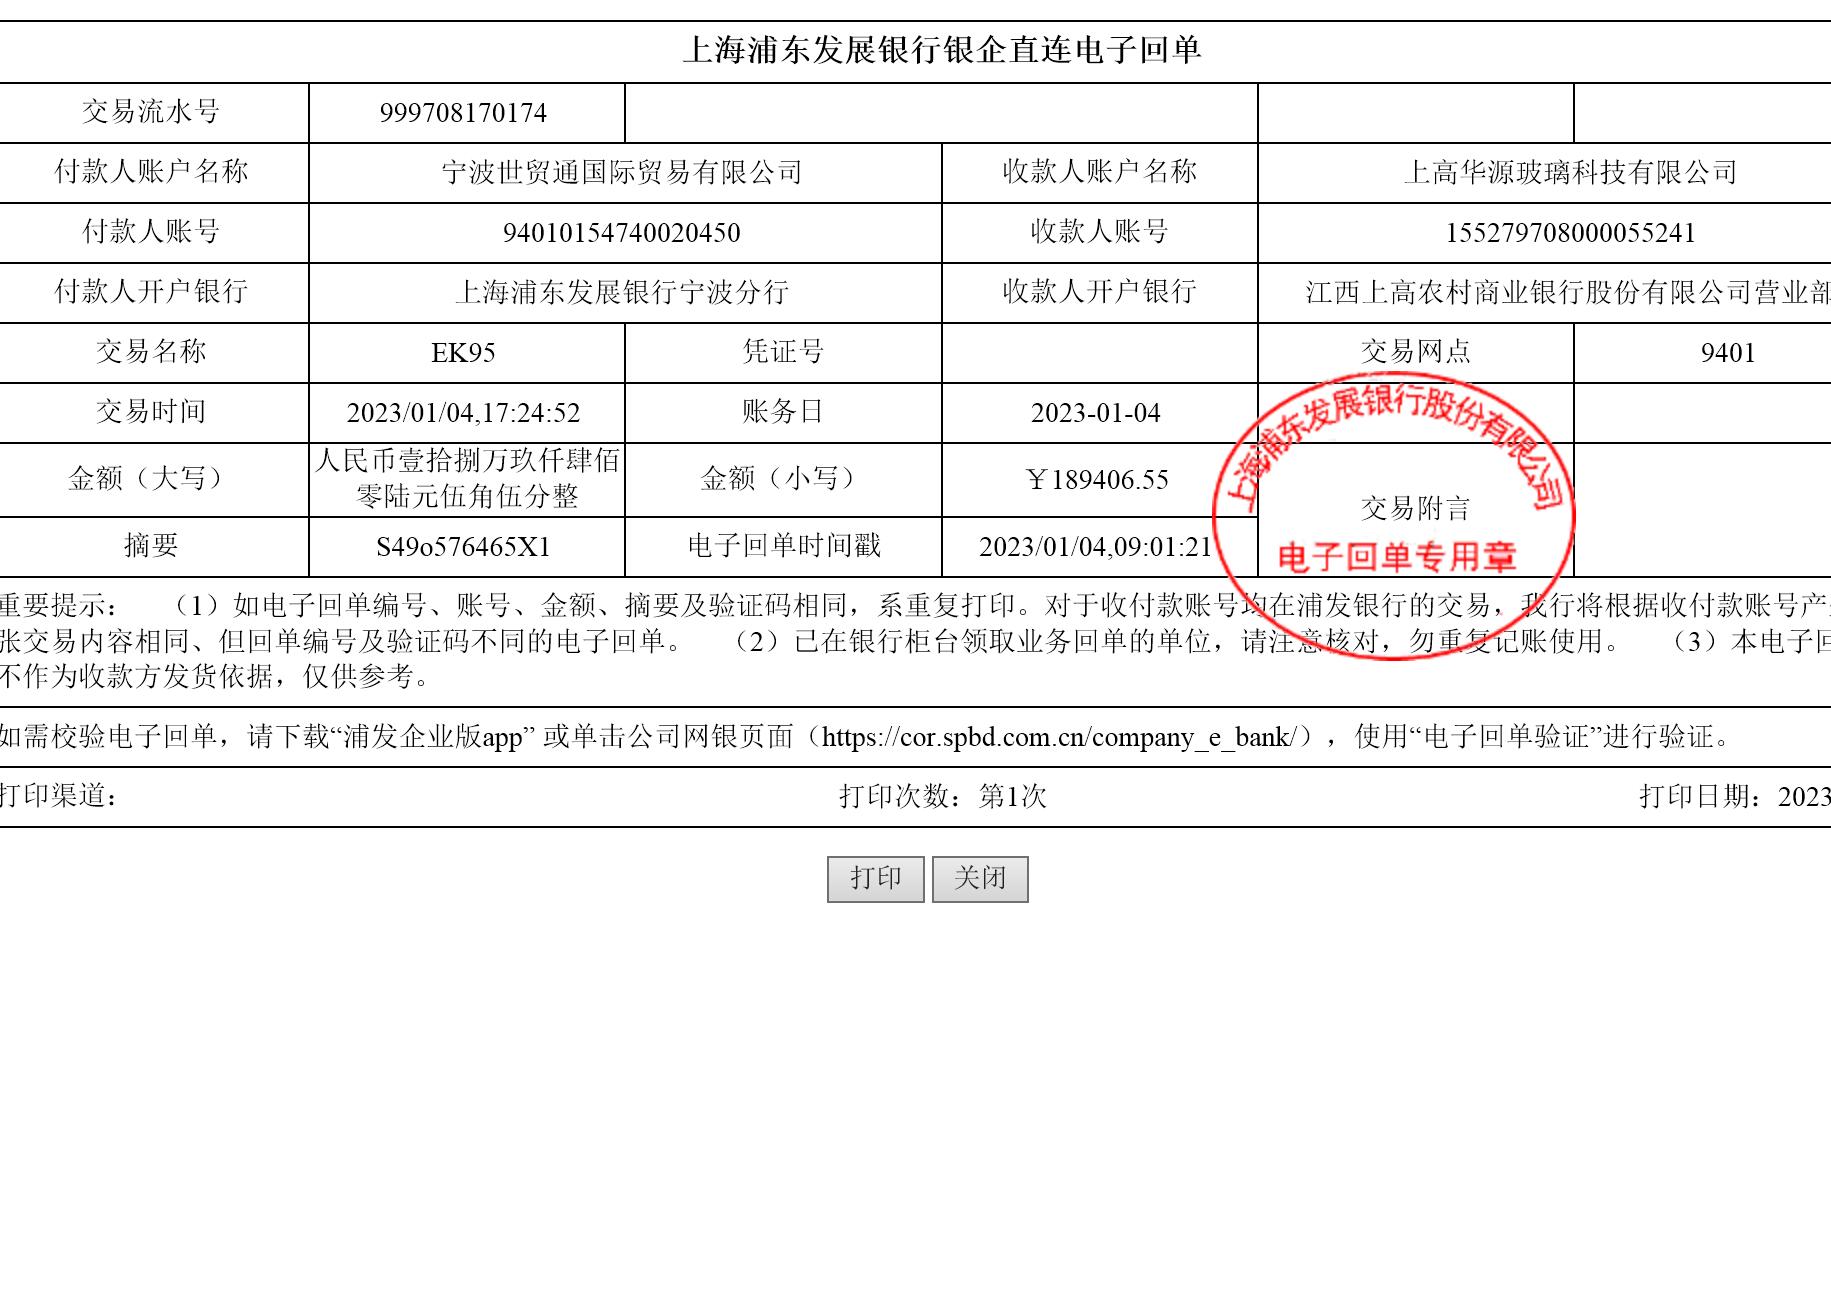 上海浦东发展银行银企直连电子回单
交易流水号 999708170174
付款人账户名称 宁波世贸通国际贸易有限公司 收款人账户名称 上高华源玻璃科技有限公司
付款人账号 94010154740020450 收款人账号 155279708000055241
付款人开户银行 上海浦东发展银行宁波分行 收款人开户银行 江西上高农村商业银行股份有限公司营业部
交易名称 EK95 凭证号 交易网点 9401
交易时间 2023/01/04,17:24:52 账务日 2023-01-04
金额（大写） 人民币壹拾捌万玖仟肆佰
零陆元伍角伍分整 金额（小写） ￥189406.55
交易附言
摘要 S49o576465X1 电子回单时间戳 2023/01/04,09:01:21
上海浦东发展银行股份有限公司
电子回单专用章
重要提示： （1）如电子回单编号、账号、金额、摘要及验证码相同，系重复打印。对于收付款账号均在浦发银行的交易，我行将根据收付款账号产
张交易内容相同、但回单编号及验证码不同的电子回单。 （2）已在银行柜台领取业务回单的单位，请注意核对，勿重复记账使用。 （3）本电子回
不作为收款方发货依据，仅供参考。
如需校验电子回单，请下载“浦发企业版app” 或单击公司网银页面（https://cor.spbd.com.cn/company_e_bank/），使用“电子回单验证”进行验证。
打印渠道： 打印次数：第1次 打印日期：2023
打印 关闭